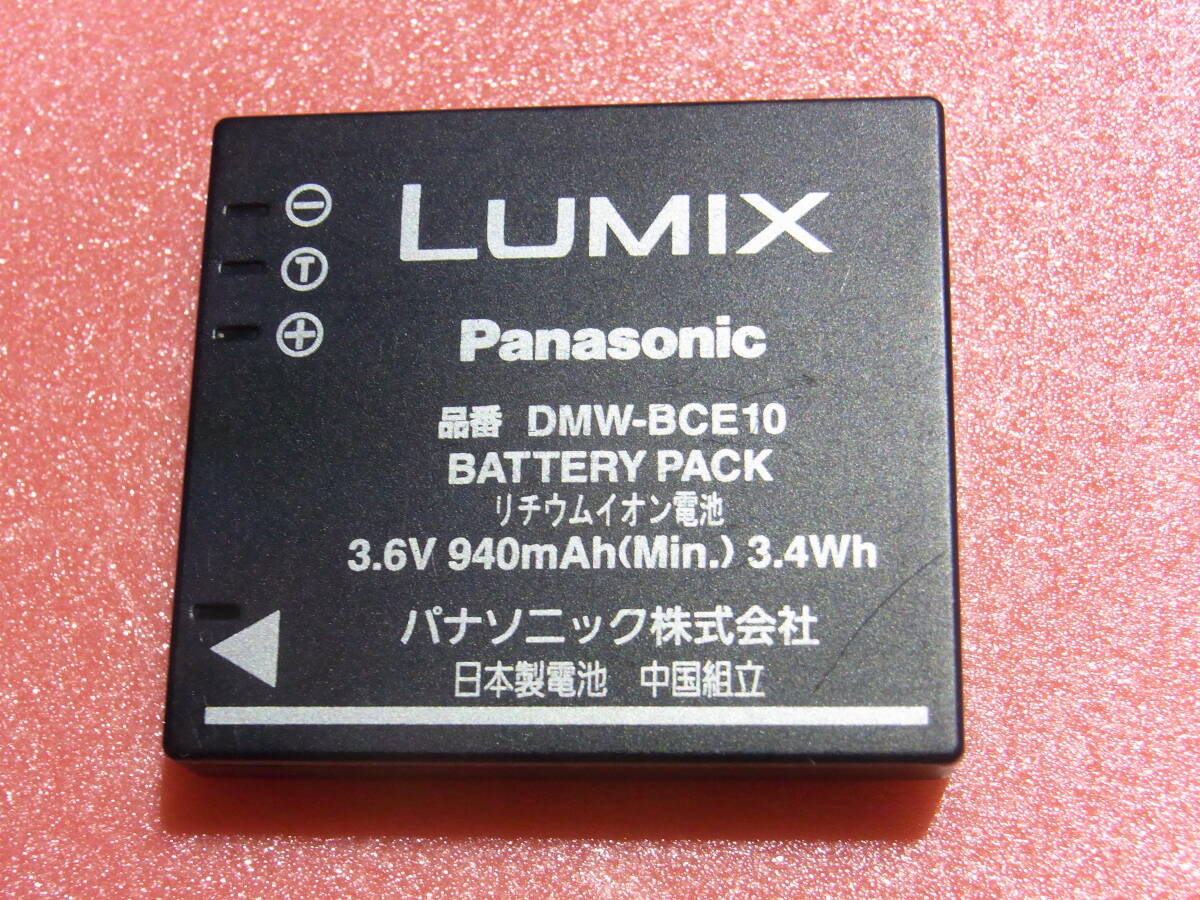 LUMIX
Panasonic
品番 DMW-BCE10
BATTERY PACK
リチウムイオン電池
3.6V 940mAh(Min.) 3.4Wh
パナソニック株式会社
日本製電池 中国組立
−
T
+